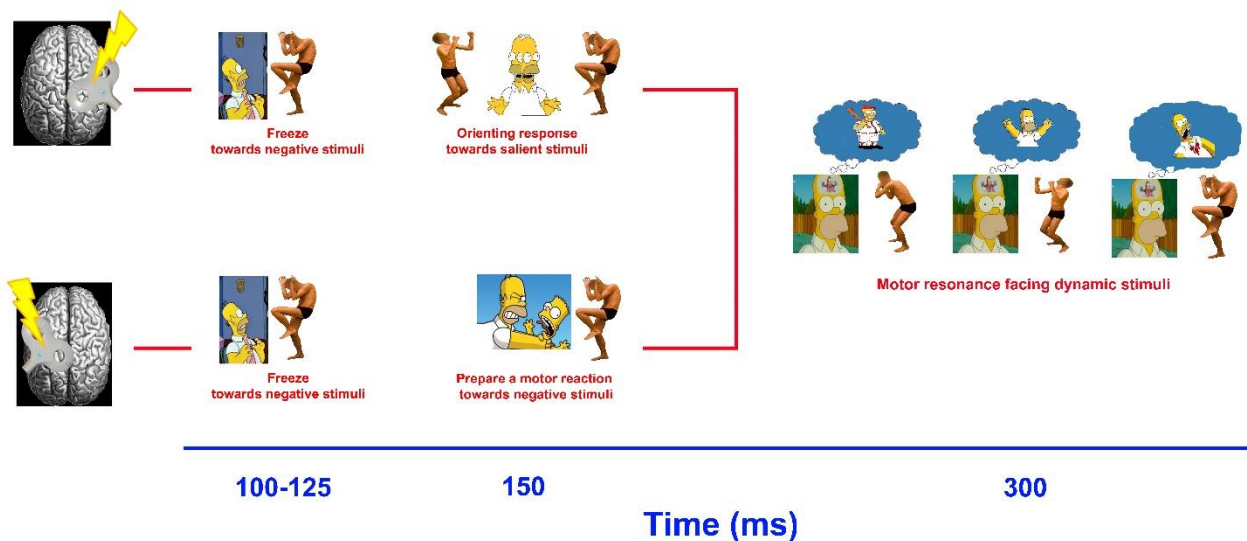 Freeze
towards negative stimuli
Orienting response
towards salient stimuli
Motor resonance facing dynamic stimuli
Freeze
towards negative stimuli
Prepare a motor reaction
towards negative stimuli
100-125
150
300
Time (ms)